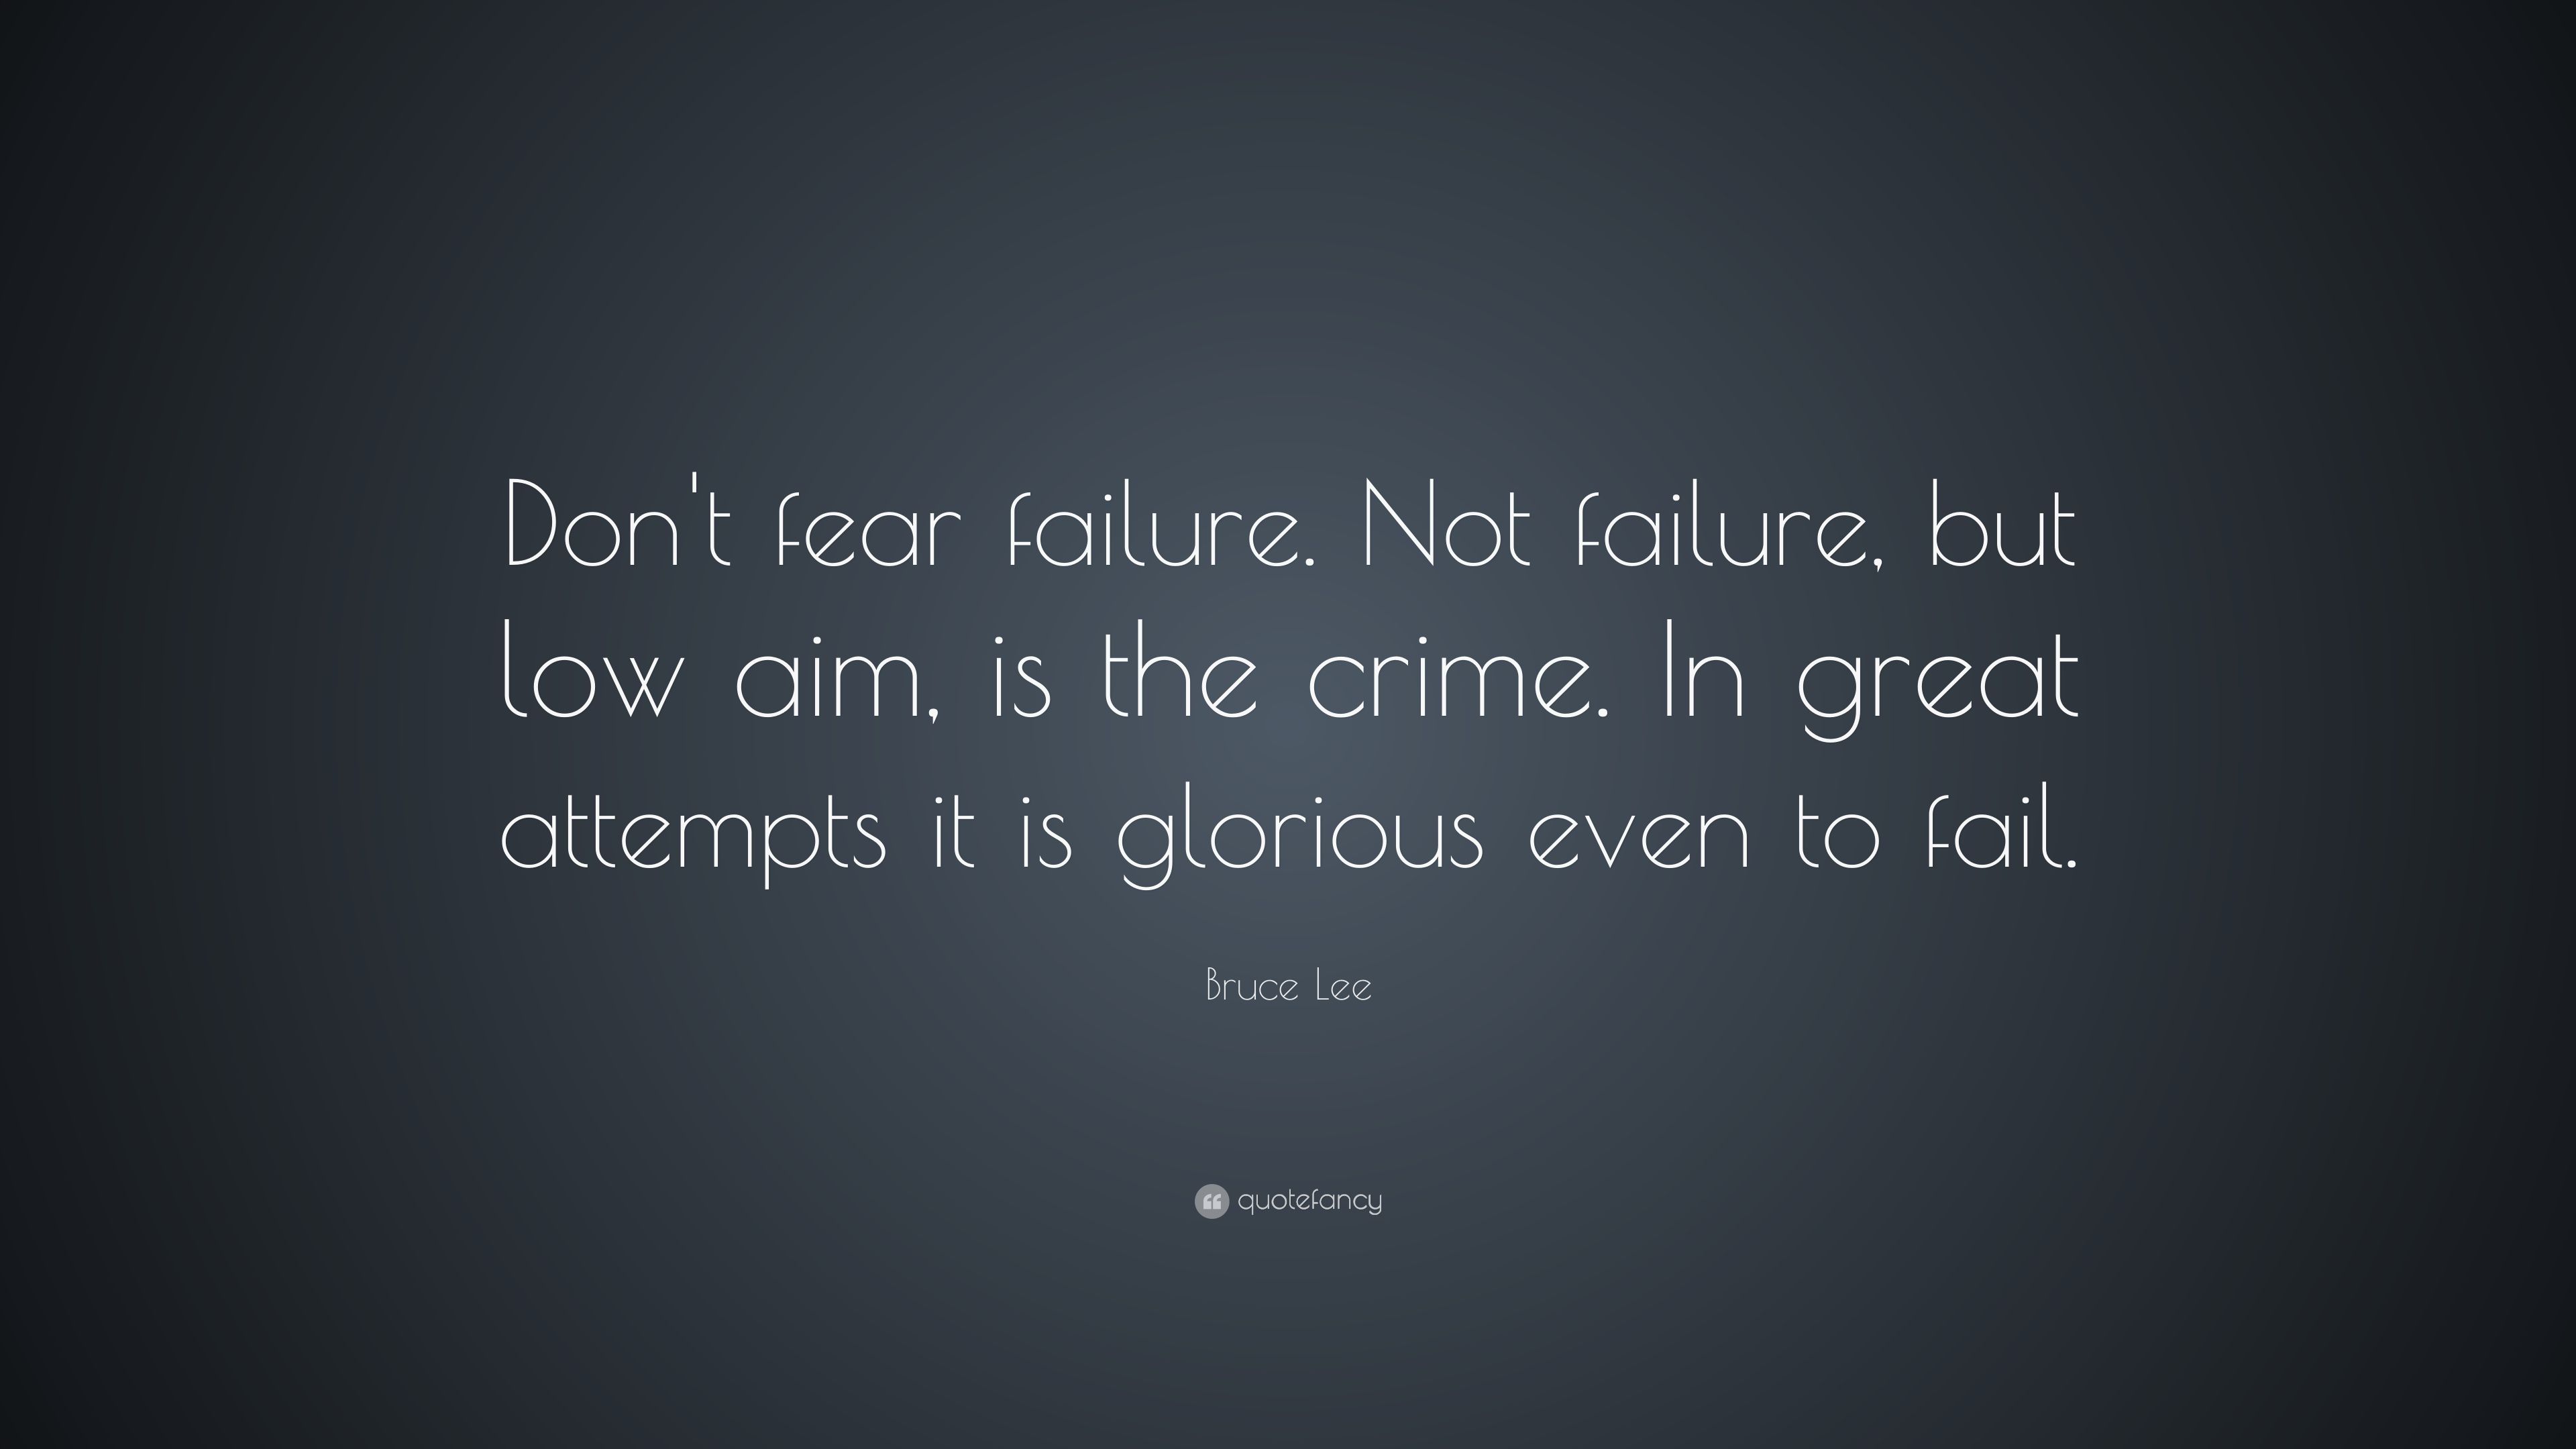 Don't fear failure. Not failure, but
low aim, is the crime. In great
attempts it is glorious even to fail.
Bruce Lee
quotefancy